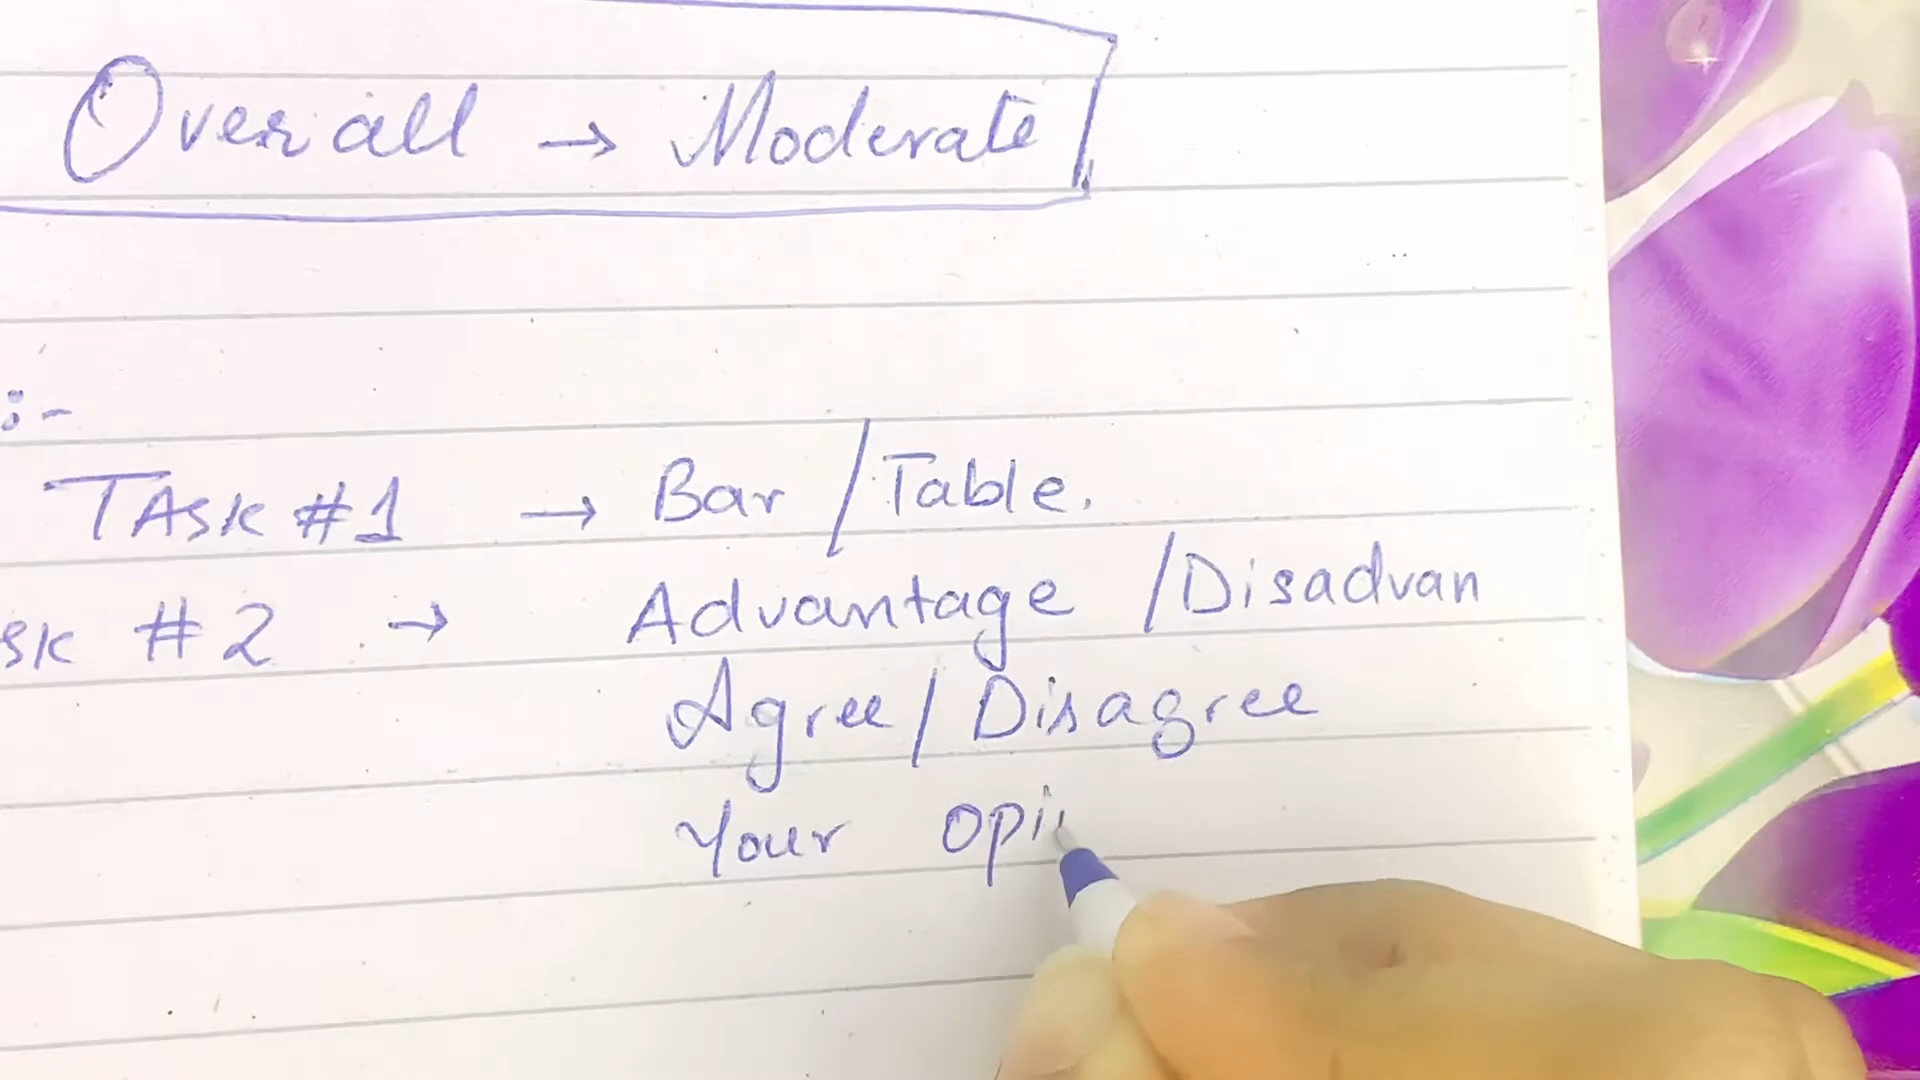 Overall → Moderate
:-
TASK #1 → Bar / Table.
sk #2 → Advantage / Disadvan
Agree / Disagree
Your opi